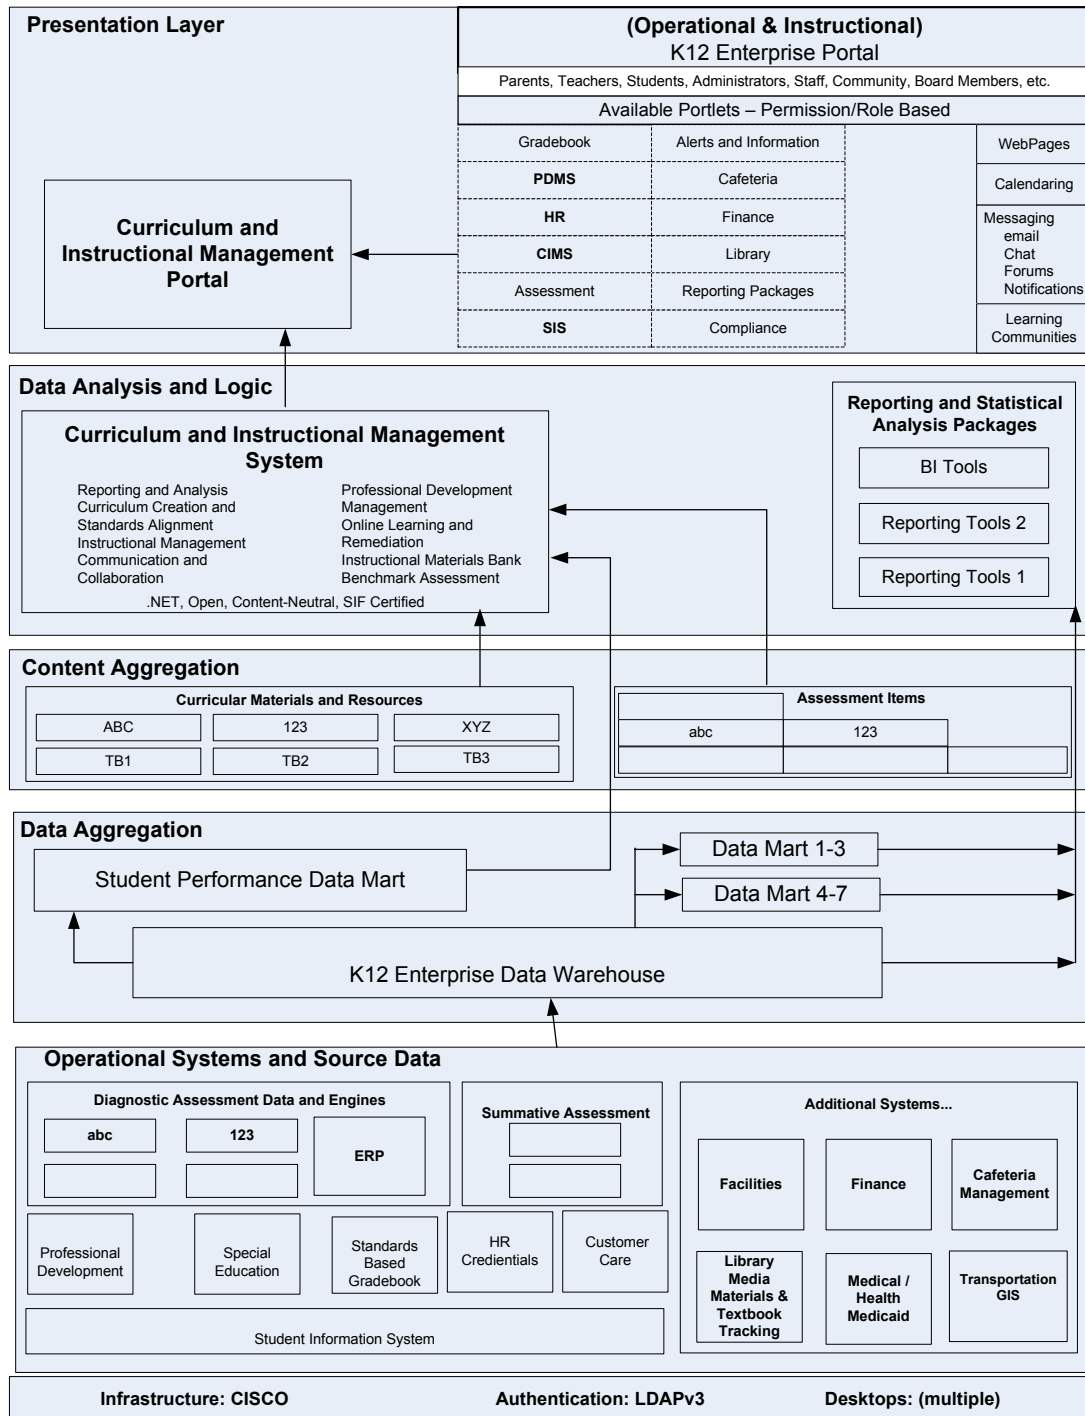 Presentation Layer
(Operational & Instructional)
K12 Enterprise Portal
Parents, Teachers, Students, Administrators, Staff, Community, Board Members, etc.
Available Portlets – Permission/Role Based
Gradebook
Alerts and Information
PDMS
Cafeteria
HR
Finance
CIMS
Library
Assessment
Reporting Packages
SIS
Compliance
WebPages
Calendaring
Messaging
email
Chat
Forums
Notifications
Learning
Communities
Curriculum and
Instructional Management
Portal
Data Analysis and Logic
Curriculum and Instructional Management
System
Reporting and Analysis
Curriculum Creation and
Standards Alignment
Instructional Management
Communication and
Collaboration
Professional Development
Management
Online Learning and
Remediation
Instructional Materials Bank
Benchmark Assessment
.NET, Open, Content-Neutral, SIF Certified
Reporting and Statistical
Analysis Packages
BI Tools
Reporting Tools 2
Reporting Tools 1
Content Aggregation
Curricular Materials and Resources
ABC
123
XYZ
TB1
TB2
TB3
Assessment Items
abc
123
Data Aggregation
Student Performance Data Mart
Data Mart 1-3
Data Mart 4-7
K12 Enterprise Data Warehouse
Operational Systems and Source Data
Diagnostic Assessment Data and Engines
abc
123
ERP
Summative Assessment
Additional Systems...
Facilities
Finance
Cafeteria
Management
Library
Media
Materials &
Textbook
Tracking
Medical /
Health
Medicaid
Transportation
GIS
Professional
Development
Special
Education
Standards
Based
Gradebook
HR
Credentials
Customer
Care
Student Information System
Infrastructure: CISCO
Authentication: LDAPv3
Desktops: (multiple)